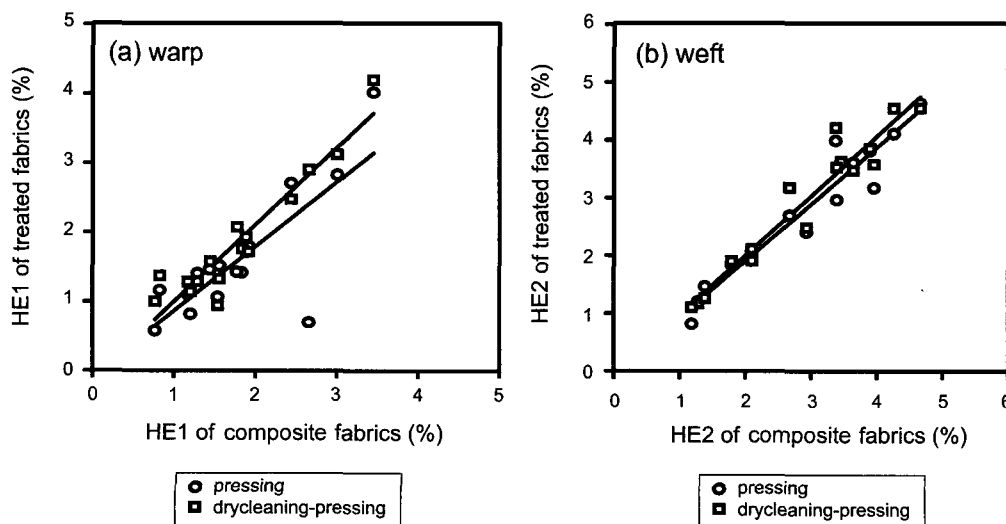 (a) warp
HE1 of treated fabrics (%)
5
4
3
2
1
0
0 1 2 3 4 5
HE1 of composite fabrics (%)
pressing
drycleaning-pressing
(b) weft
HE2 of treated fabrics (%)
6
5
4
3
2
1
0
0 1 2 3 4 5 6
HE2 of composite fabrics (%)
pressing
drycleaning-pressing